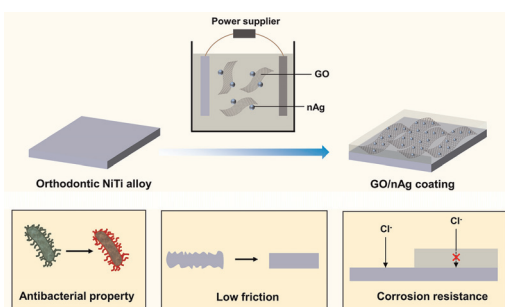 Power supplier
GO
nAg
Orthodontic NiTi alloy
GO/nAg coating
Antibacterial property
Low friction
Cl⁻
Cl⁻
Corrosion resistance